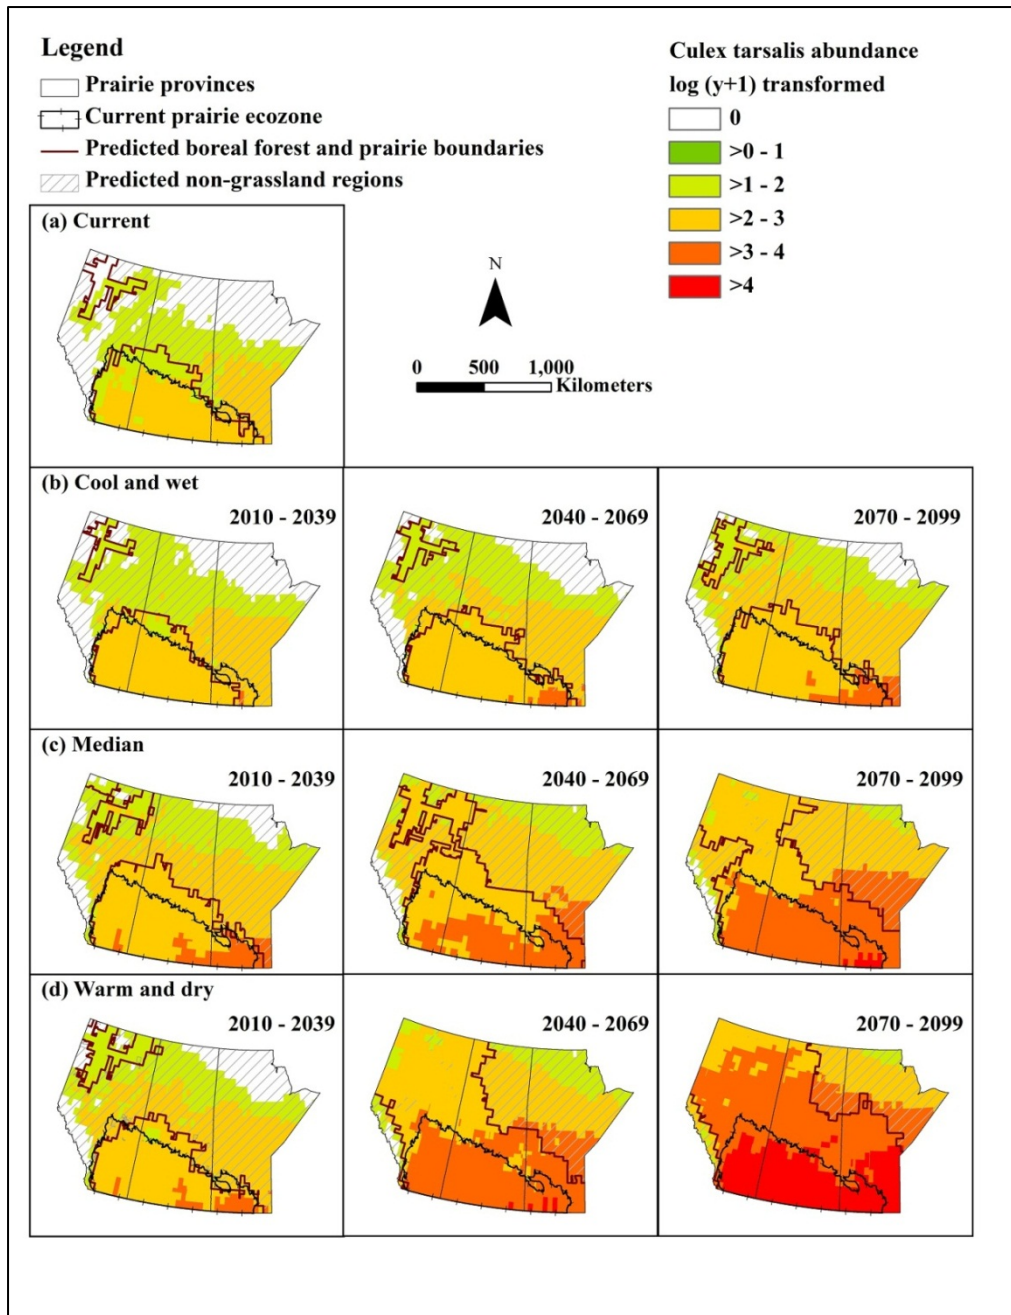 Legend
Prairie provinces
Current prairie ecozone
Predicted boreal forest and prairie boundaries
Predicted non-grassland regions
Culex tarsalis abundance
log (y+1) transformed
0
>0 - 1
>1 - 2
>2 - 3
>3 - 4
>4
(a) Current
N
0 500 1,000
Kilometers
(b) Cool and wet
2010 - 2039
2040 - 2069
2070 - 2099
(c) Median
2010 - 2039
2040 - 2069
2070 - 2099
(d) Warm and dry
2010 - 2039
2040 - 2069
2070 - 2099